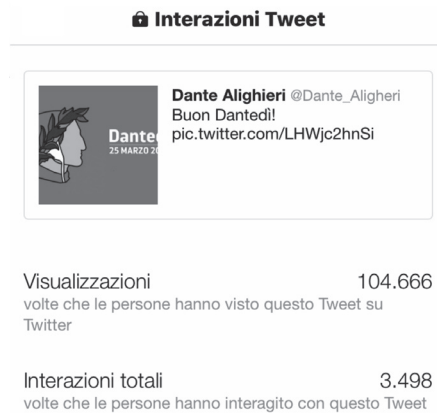 Interazioni Tweet
Dante Alighieri @Dante_Aligheri
Buon Dantedì!
pic.twitter.com/LHWjc2hnSi
Dante
25 MARZO 20
Visualizzazioni 104.666
volte che le persone hanno visto questo Tweet su
Twitter
Interazioni totali 3.498
volte che le persone hanno interagito con questo Tweet